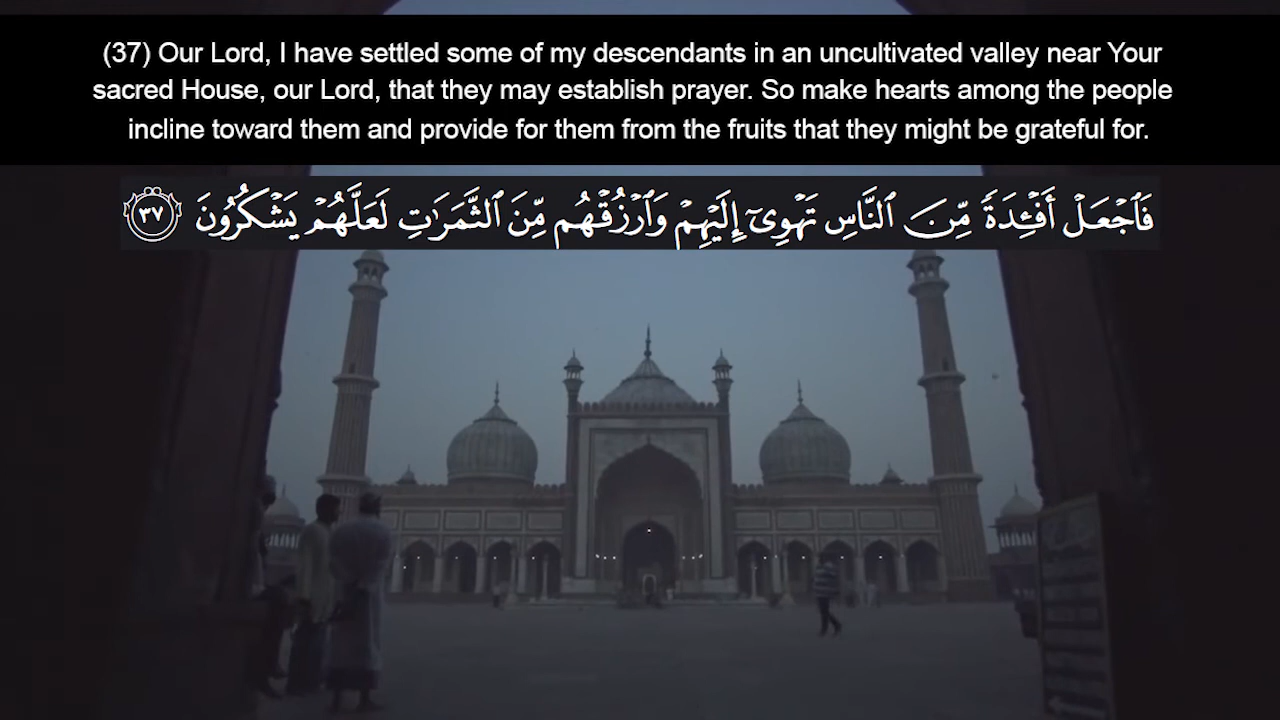 (37) Our Lord, I have settled some of my descendants in an uncultivated valley near Your
sacred House, our Lord, that they may establish prayer. So make hearts among the people
incline toward them and provide for them from the fruits that they might be grateful for.
فَٱجۡعَلۡ أَفۡـِٔدَةٗ مِّنَ ٱلنَّاسِ تَهۡوِيٓ إِلَيۡهِمۡ وَٱرۡزُقۡهُم مِّنَ ٱلثَّمَرَٰتِ لَعَلَّهُمۡ يَشۡكُرُونَ ٣٧